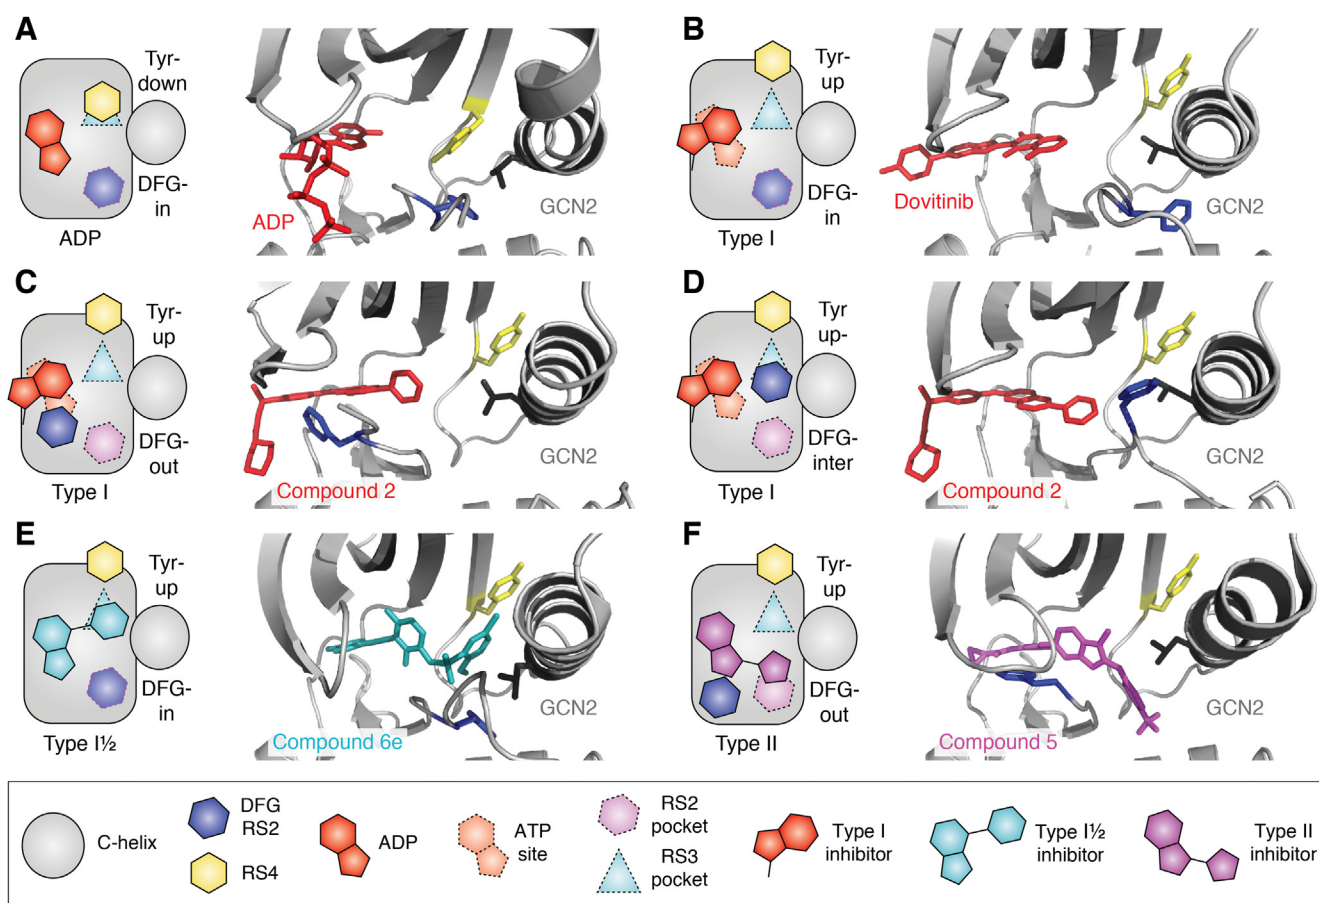 A
Tyr-
down
DFG-
in
ADP
ADP
GCN2
B
Tyr-
up
DFG-
in
Type I
Dovitinib
GCN2
C
Tyr-
up
DFG-
out
Type I
Compound 2
GCN2
D
Tyr
up-
DFG-
inter
Type I
Compound 2
GCN2
E
Tyr-
up
DFG-
in
Type I½
Compound 6e
GCN2
F
Tyr-
up
DFG-
out
Type II
Compound 5
GCN2
C-helix
DFG
RS2
RS4
ADP
ATP
site
RS2
pocket
RS3
pocket
Type I
inhibitor
Type I½
inhibitor
Type II
inhibitor